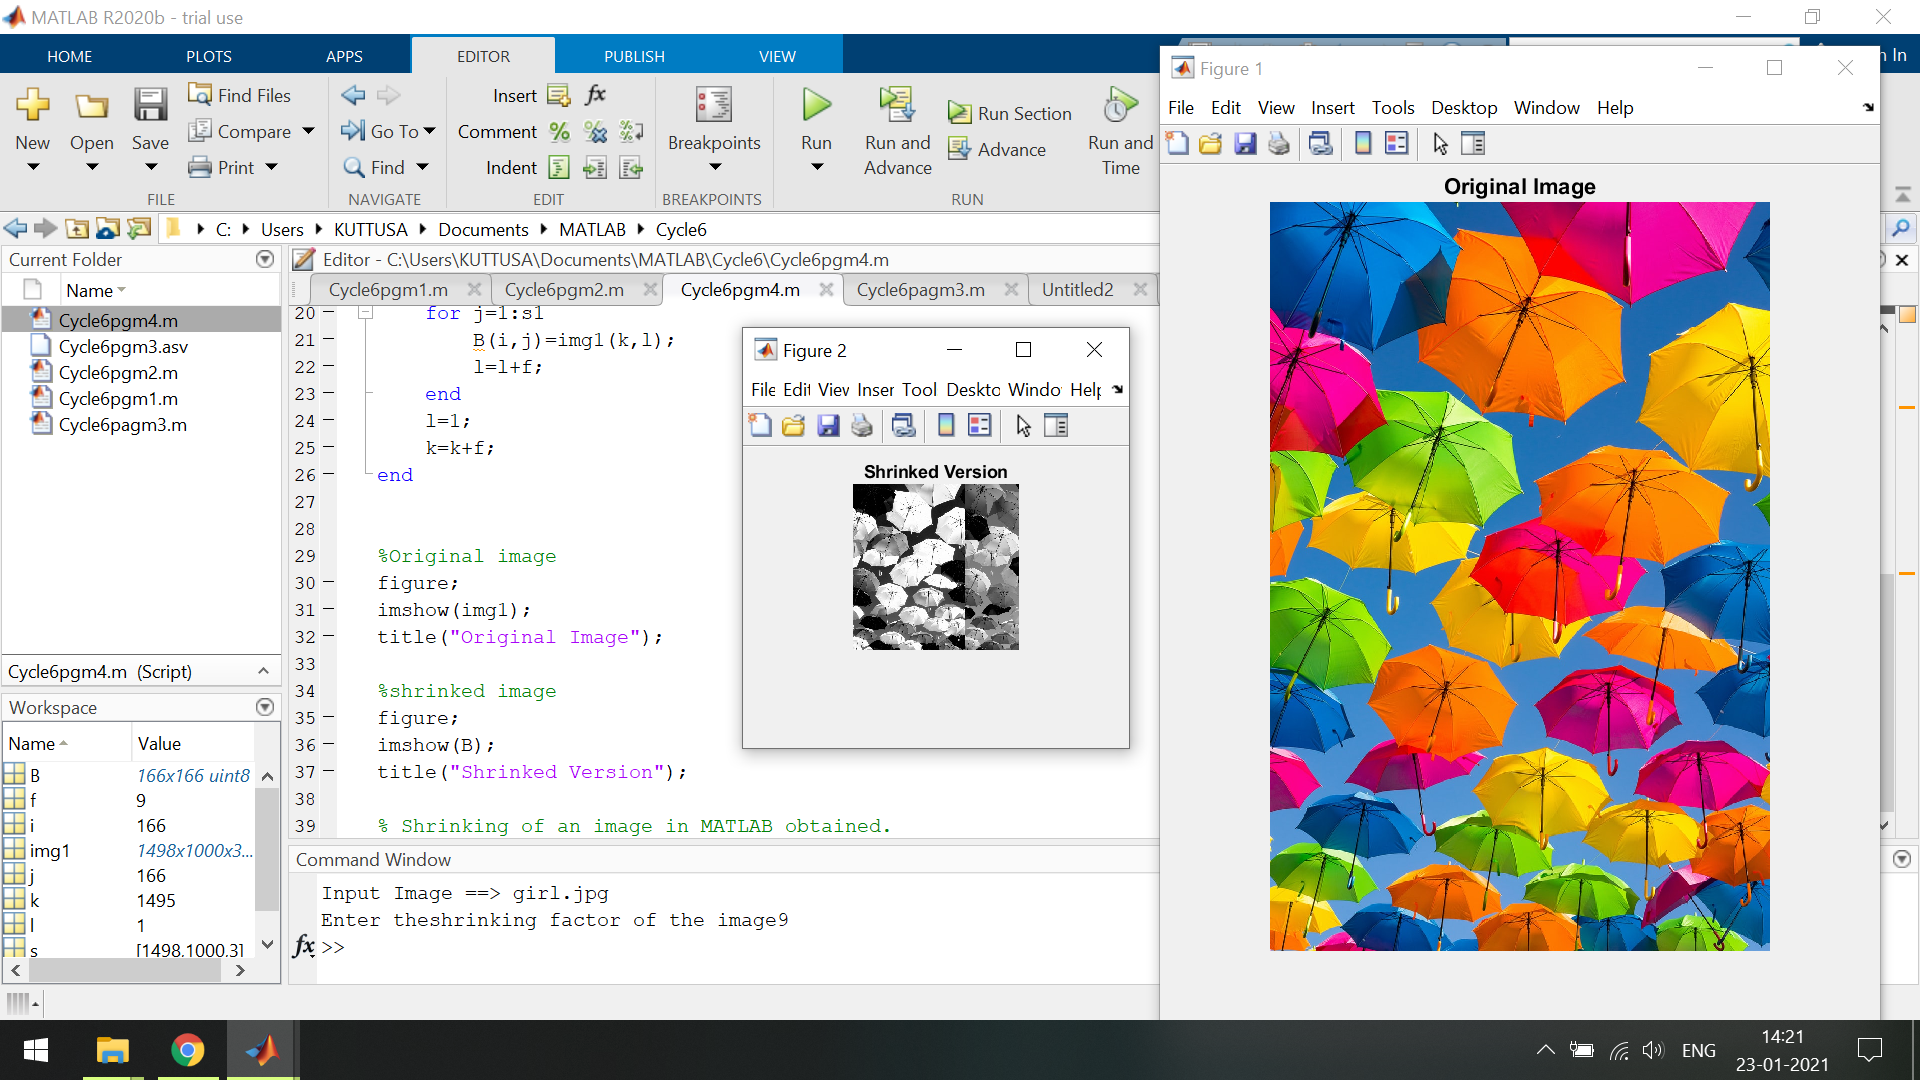 MATLAB R2020b - trial use
HOME PLOTS APPS EDITOR PUBLISH VIEW
New
Open
Save
Find Files
Compare
Print
FILE
Go To
Find
NAVIGATE
Insert fx
Comment
Indent
EDIT
Breakpoints
BREAKPOINTS
Run
Run and Advance
Run Section
Advance
Run and Time
RUN
In
C: Users KUTTUSA Documents MATLAB Cycle6
Current Folder
Name
Cycle6pgm4.m
Cycle6pgm3.asv
Cycle6pgm2.m
Cycle6pgm1.m
Cycle6pagm3.m
Cycle6pgm4.m (Script)
Workspace
Name Value
B 166x166 uint8
f 9
i 166
img1 1498x1000x3...
j 166
k 1495
l 1
s [1498,1000,3]
Editor - C:\Users\KUTTUSA\Documents\MATLAB\Cycle6\Cycle6pgm4.m
Cycle6pgm1.m Cycle6pgm2.m Cycle6pgm4.m Cycle6pagm3.m Untitled2
20 for j=1:s1
21 B(i,j)=img1(k,l);
22 l=l+f;
23 end
24 l=1;
25 k=k+f;
26 end
27
28
29 %Original image
30 figure;
31 imshow(img1);
32 title("Original Image");
33
34 %shrinked image
35 figure;
36 imshow(B);
37 title("Shrinked Version");
38
39 % Shrinking of an image in MATLAB obtained.
Command Window
Input Image ==> girl.jpg
Enter theshrinking factor of the image9
fx >>
Figure 2
File Edit View Inser Tool Deskto Windo Help
Shrinked Version
Figure 1
File Edit View Insert Tools Desktop Window Help
Original Image
ENG
14:21
23-01-2021